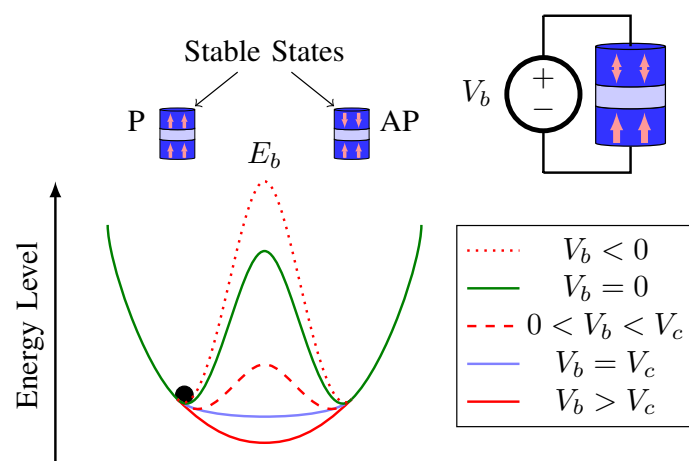 Stable States
P
AP
E_b
V_b
+
−
Energy Level
V_b < 0
V_b = 0
0 < V_b < V_c
V_b = V_c
V_b > V_c